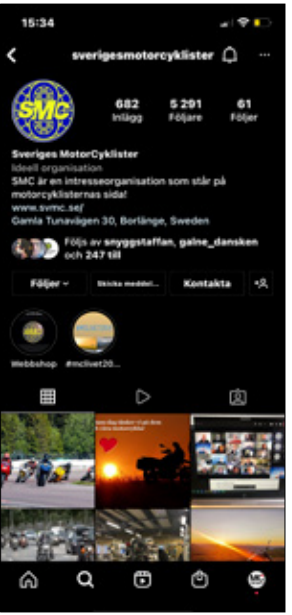 15:34
sverigesmotorcyklister
SMC
682
Inlägg
5 291
Följare
61
Följer
Sveriges MotorCyklister
Ideell organisation
SMC är en intresseorganisation som står på
motorcyklisternas sida!
www.svmc.se/
Gamla Tunavägen 30, Borlänge, Sweden
Följs av snyggstaffan, galne_dansken
och 247 till
Följer
Skicka meddel...
Kontakta
Webbshop
#mclivet20...